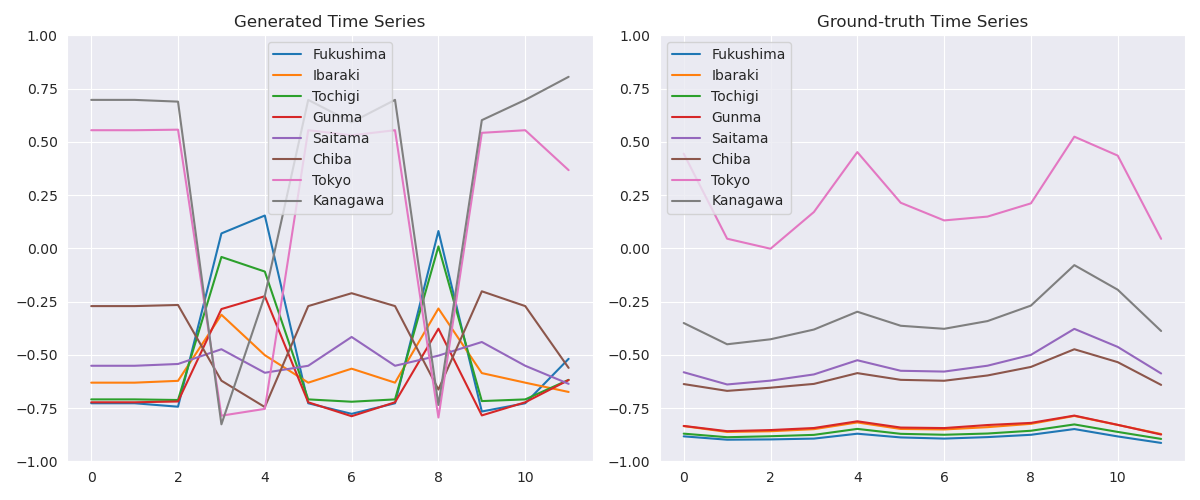 Generated Time Series
1.00
0.75
0.50
0.25
0.00
−0.25
−0.50
−0.75
−1.00
0
2
4
6
8
10
Fukushima
Ibaraki
Tochigi
Gunma
Saitama
Chiba
Tokyo
Kanagawa
Ground-truth Time Series
1.00
0.75
0.50
0.25
0.00
−0.25
−0.50
−0.75
−1.00
0
2
4
6
8
10
Fukushima
Ibaraki
Tochigi
Gunma
Saitama
Chiba
Tokyo
Kanagawa